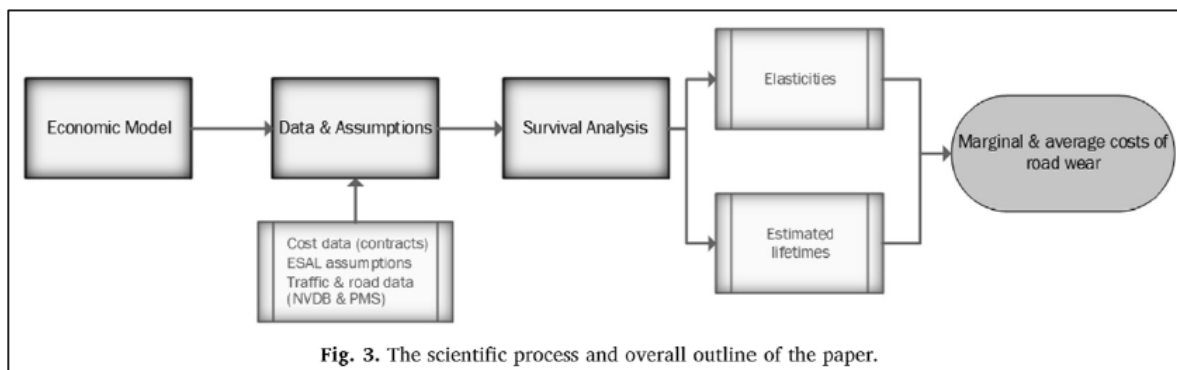 Economic Model
Data & Assumptions
Survival Analysis
Elasticities
Estimated
lifetimes
Marginal & average costs of
road wear
Cost data (contracts)
ESAL assumptions
Traffic & road data
(NVDB & PMS)
Fig. 3. The scientific process and overall outline of the paper.